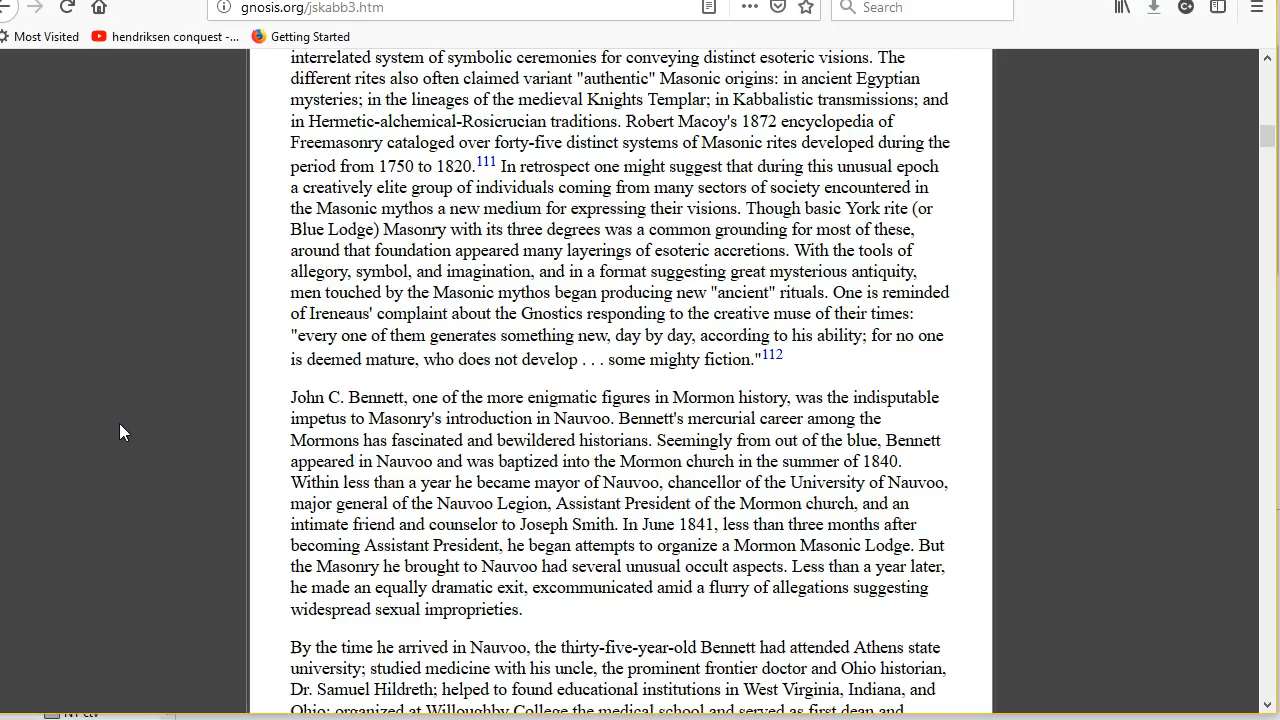 gnosis.org/jskabb3.htm
Search
Most Visited
hendriksen conquest -...
Getting Started
interrelated system of symbolic ceremonies for conveying distinct esoteric visions. The
different rites also often claimed variant "authentic" Masonic origins: in ancient Egyptian
mysteries; in the lineages of the medieval Knights Templar; in Kabbalistic transmissions; and
in Hermetic-alchemical-Rosicrucian traditions. Robert Macoy's 1872 encyclopedia of
Freemasonry cataloged over forty-five distinct systems of Masonic rites developed during the
period from 1750 to 1820.111 In retrospect one might suggest that during this unusual epoch
a creatively elite group of individuals coming from many sectors of society encountered in
the Masonic mythos a new medium for expressing their visions. Though basic York rite (or
Blue Lodge) Masonry with its three degrees was a common grounding for most of these,
around that foundation appeared many layerings of esoteric accretions. With the tools of
allegory, symbol, and imagination, and in a format suggesting great mysterious antiquity,
men touched by the Masonic mythos began producing new "ancient" rituals. One is reminded
of Ireneaus' complaint about the Gnostics responding to the creative muse of their times:
"every one of them generates something new, day by day, according to his ability; for no one
is deemed mature, who does not develop . . . some mighty fiction."112
John C. Bennett, one of the more enigmatic figures in Mormon history, was the indisputable
impetus to Masonry's introduction in Nauvoo. Bennett's mercurial career among the
Mormons has fascinated and bewildered historians. Seemingly from out of the blue, Bennett
appeared in Nauvoo and was baptized into the Mormon church in the summer of 1840.
Within less than a year he became mayor of Nauvoo, chancellor of the University of Nauvoo,
major general of the Nauvoo Legion, Assistant President of the Mormon church, and an
intimate friend and counselor to Joseph Smith. In June 1841, less than three months after
becoming Assistant President, he began attempts to organize a Mormon Masonic Lodge. But
the Masonry he brought to Nauvoo had several unusual occult aspects. Less than a year later,
he made an equally dramatic exit, excommunicated amid a flurry of allegations suggesting
widespread sexual improprieties.
By the time he arrived in Nauvoo, the thirty-five-year-old Bennett had attended Athens state
university; studied medicine with his uncle, the prominent frontier doctor and Ohio historian,
Dr. Samuel Hildreth; helped to found educational institutions in West Virginia, Indiana, and
Ohio; organized at Willoughby College the medical school and served as first dean and